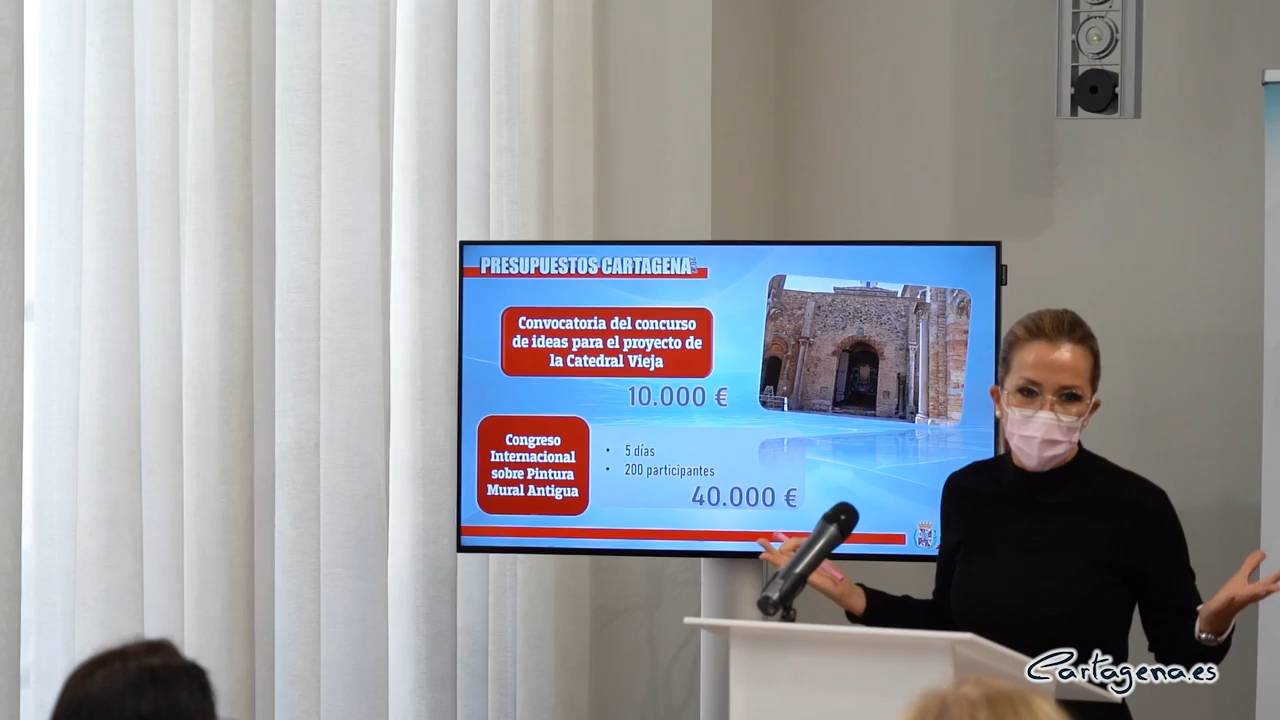 PRESUPUESTOS CARTAGENA
Convocatoria del concurso
de ideas para el proyecto de
la Catedral Vieja
10.000 €
Congreso
Internacional
sobre Pintura
Mural Antigua
• 5 días
• 200 participantes
40.000 €
Cartagena.es